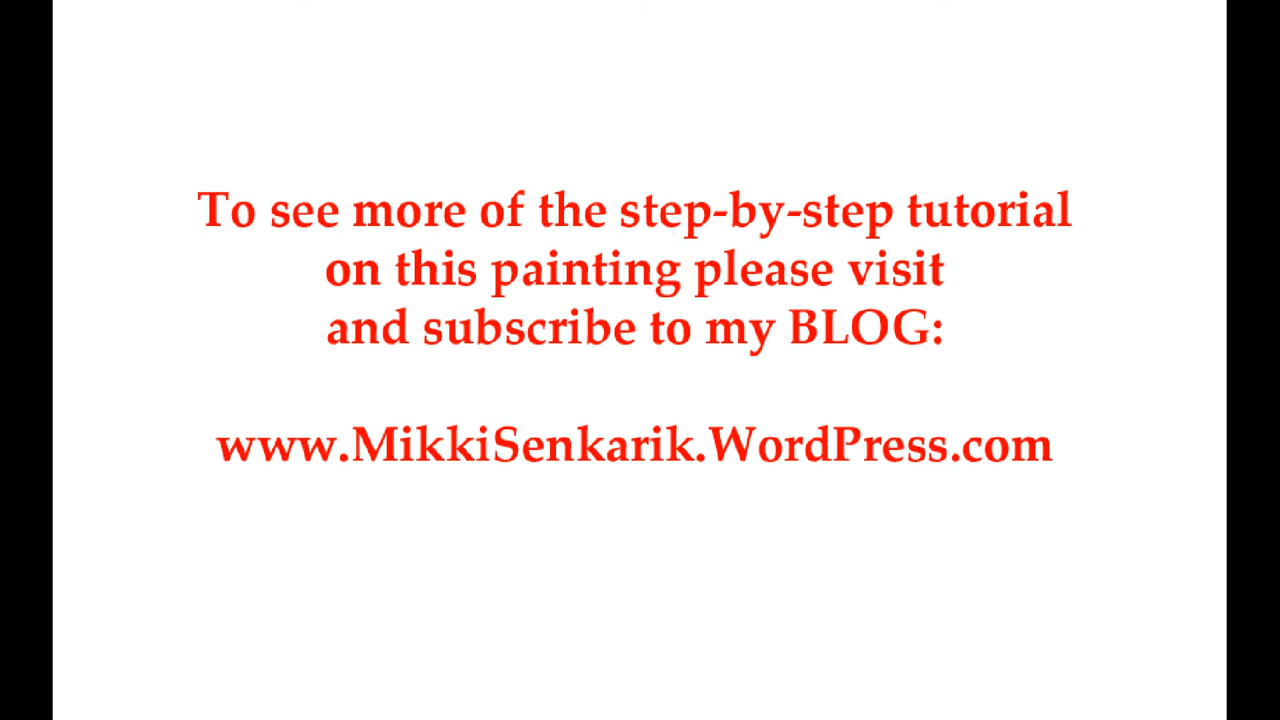 To see more of the step-by-step tutorial
on this painting please visit
and subscribe to my BLOG:
www.MikkiSenkarik.WordPress.com